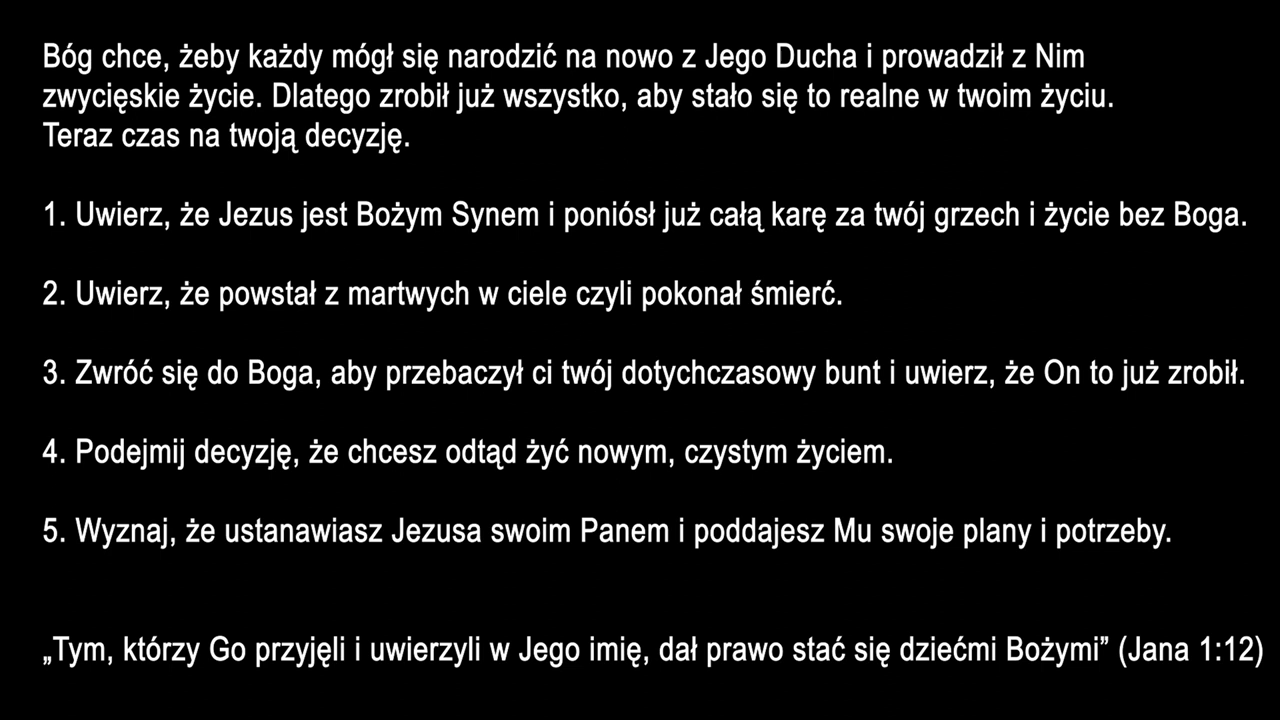 Bóg chce, żeby każdy mógł się narodzić na nowo z Jego Ducha i prowadził z Nim
zwycięskie życie. Dlatego zrobił już wszystko, aby stało się to realne w twoim życiu.
Teraz czas na twoją decyzję.
1. Uwierz, że Jezus jest Bożym Synem i poniósł już całą karę za twój grzech i życie bez Boga.
2. Uwierz, że powstał z martwych w ciele czyli pokonał śmierć.
3. Zwróć się do Boga, aby przebaczył ci twój dotychczasowy bunt i uwierz, że On to już zrobił.
4. Podejmij decyzję, że chcesz odtąd żyć nowym, czystym życiem.
5. Wyznaj, że ustanawiasz Jezusa swoim Panem i poddajesz Mu swoje plany i potrzeby.
„Tym, którzy Go przyjęli i uwierzyli w Jego imię, dał prawo stać się dziećmi Bożymi” (Jana 1:12)